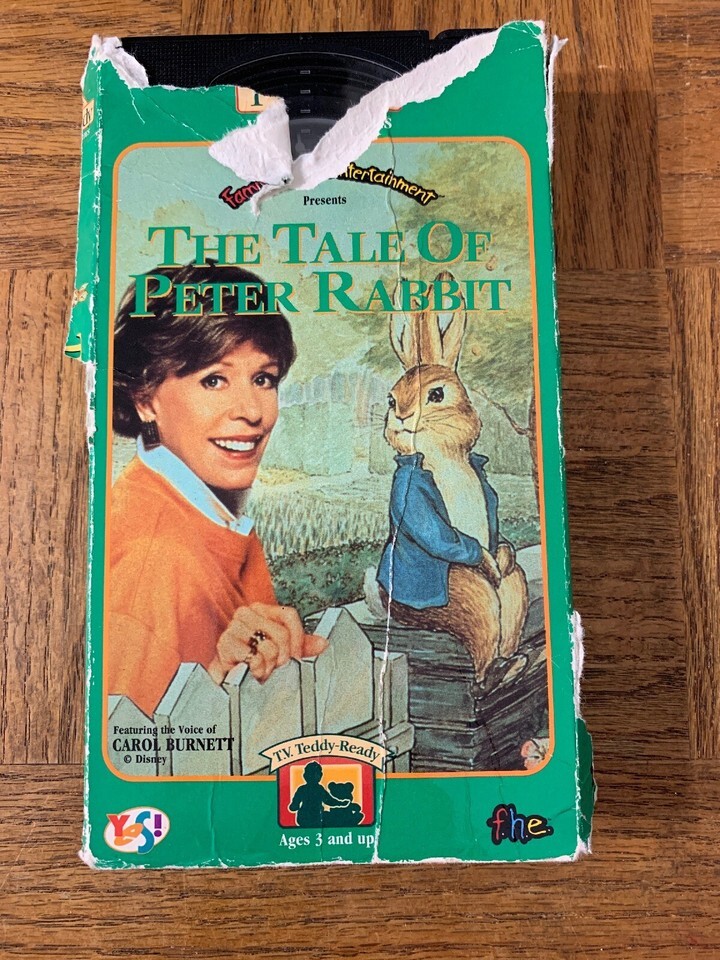 Presents
THE TALE OF
PETER RABBIT
Featuring the Voice of
CAROL BURNETT
© Disney
T.V. Teddy-Ready
Ages 3 and up
YES!
f.h.e.